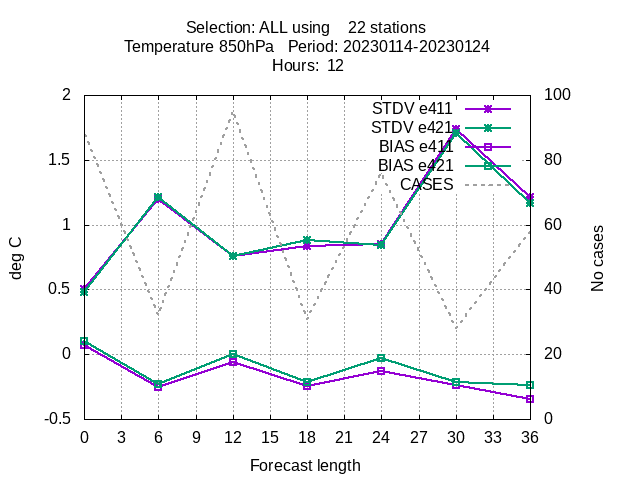 Selection: ALL using 22 stations
Temperature 850hPa Period: 20230114-20230124
Hours: 12
2
1.5
1
0.5
0
-0.5
deg C
100
80
60
40
20
0
No cases
STDV e411
STDV e421
BIAS e411
BIAS e421
CASES
0 3 6 9 12 15 18 21 24 27 30 33 36
Forecast length